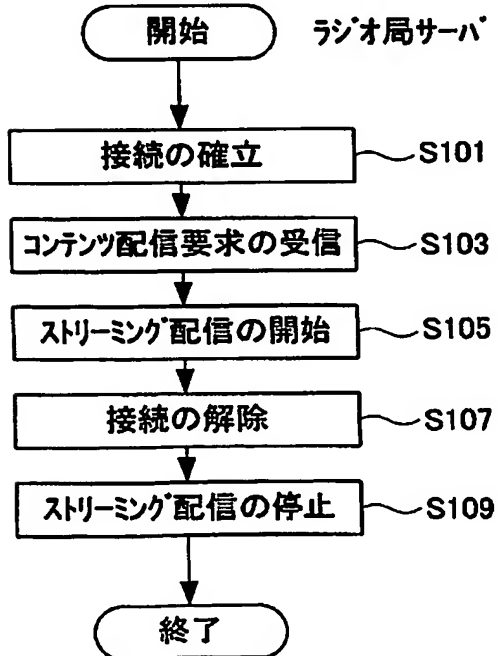 開始 ラジオ局サーバ
接続の確立 S101
コンテンツ配信要求の受信 S103
ストリーミング配信の開始 S105
接続の解除 S107
ストリーミング配信の停止 S109
終了